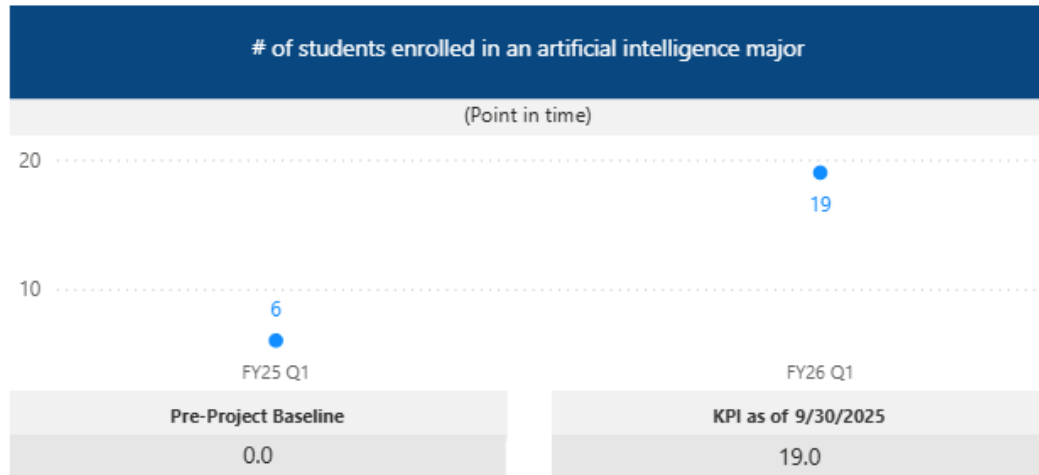 # of students enrolled in an artificial intelligence major
(Point in time)
20
19
10
6
FY25 Q1 FY26 Q1
Pre-Project Baseline KPI as of 9/30/2025
0.0 19.0